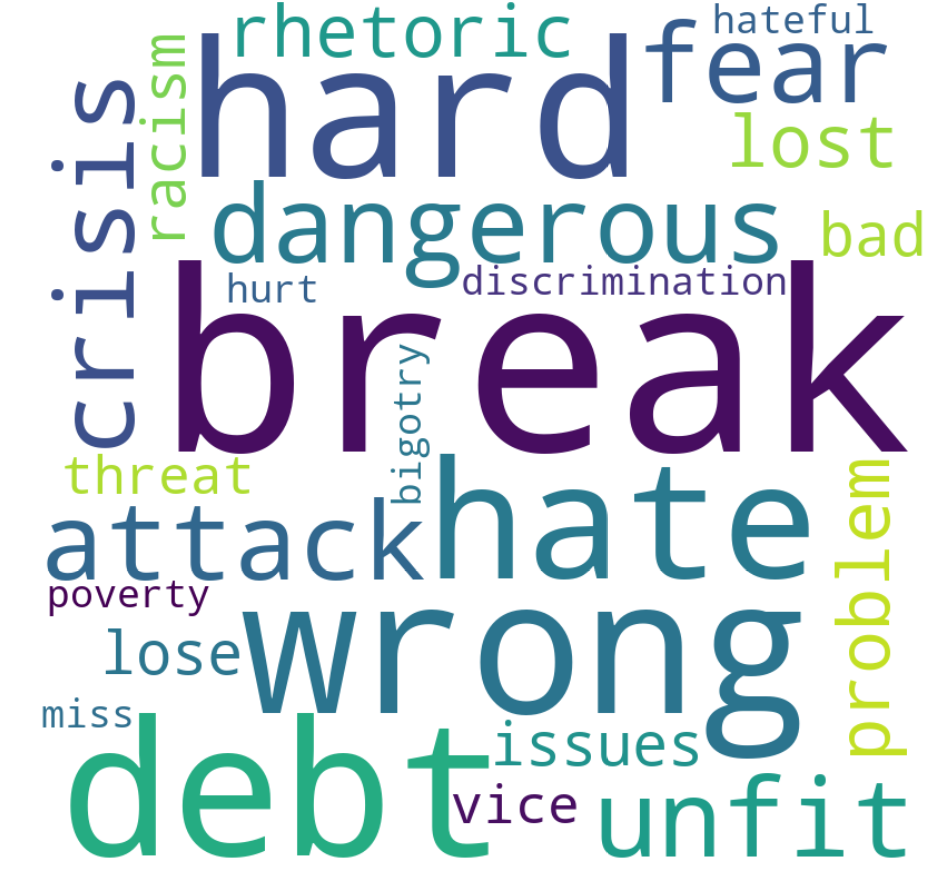 rhetoric
hateful
hard
fear
racism
crisis
lost
dangerous
bad
hurt
discrimination
break
bigotry
threat
hate
attack
problem
poverty
wrong
lose
miss
debt
issues
vice
unfit